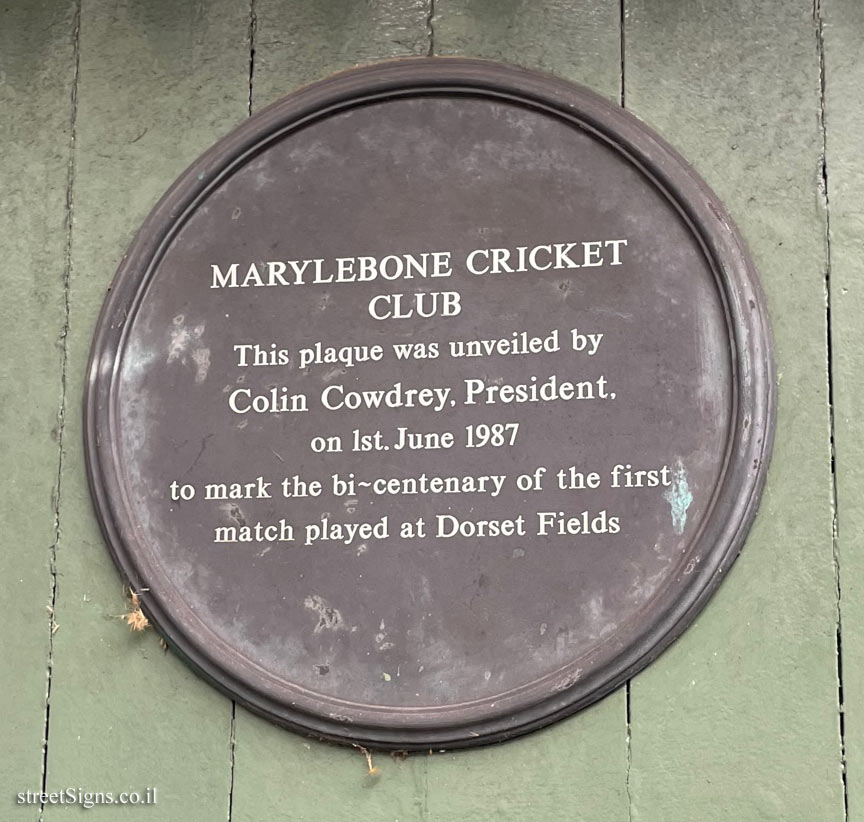 MARYLEBONE CRICKET
CLUB
This plaque was unveiled by
Colin Cowdrey, President,
on 1st. June 1987
to mark the bi~centenary of the first
match played at Dorset Fields
streetSigns.co.il